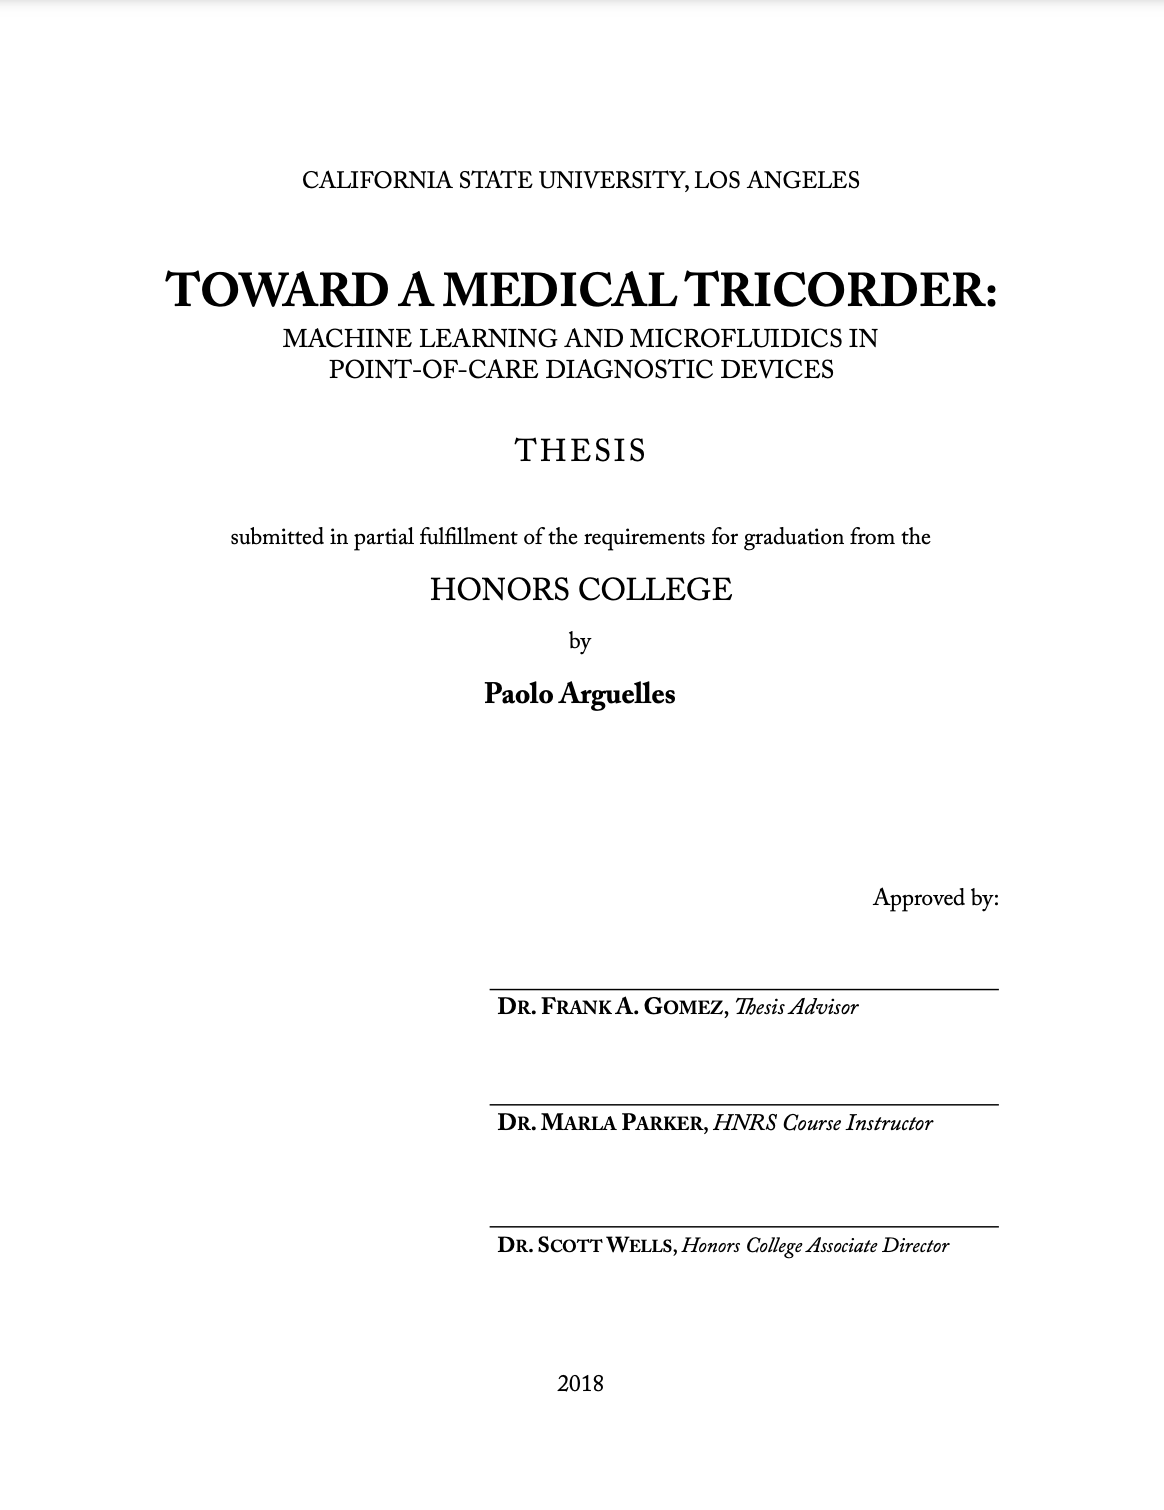 CALIFORNIA STATE UNIVERSITY, LOS ANGELES
TOWARD A MEDICAL TRICORDER:
MACHINE LEARNING AND MICROFLUIDICS IN
POINT-OF-CARE DIAGNOSTIC DEVICES
THESIS
submitted in partial fulfillment of the requirements for graduation from the
HONORS COLLEGE
by
Paolo Arguelles
Approved by:
DR. FRANK A. GOMEZ, Thesis Advisor
DR. MARLA PARKER, HNRS Course Instructor
DR. SCOTT WELLS, Honors College Associate Director
2018